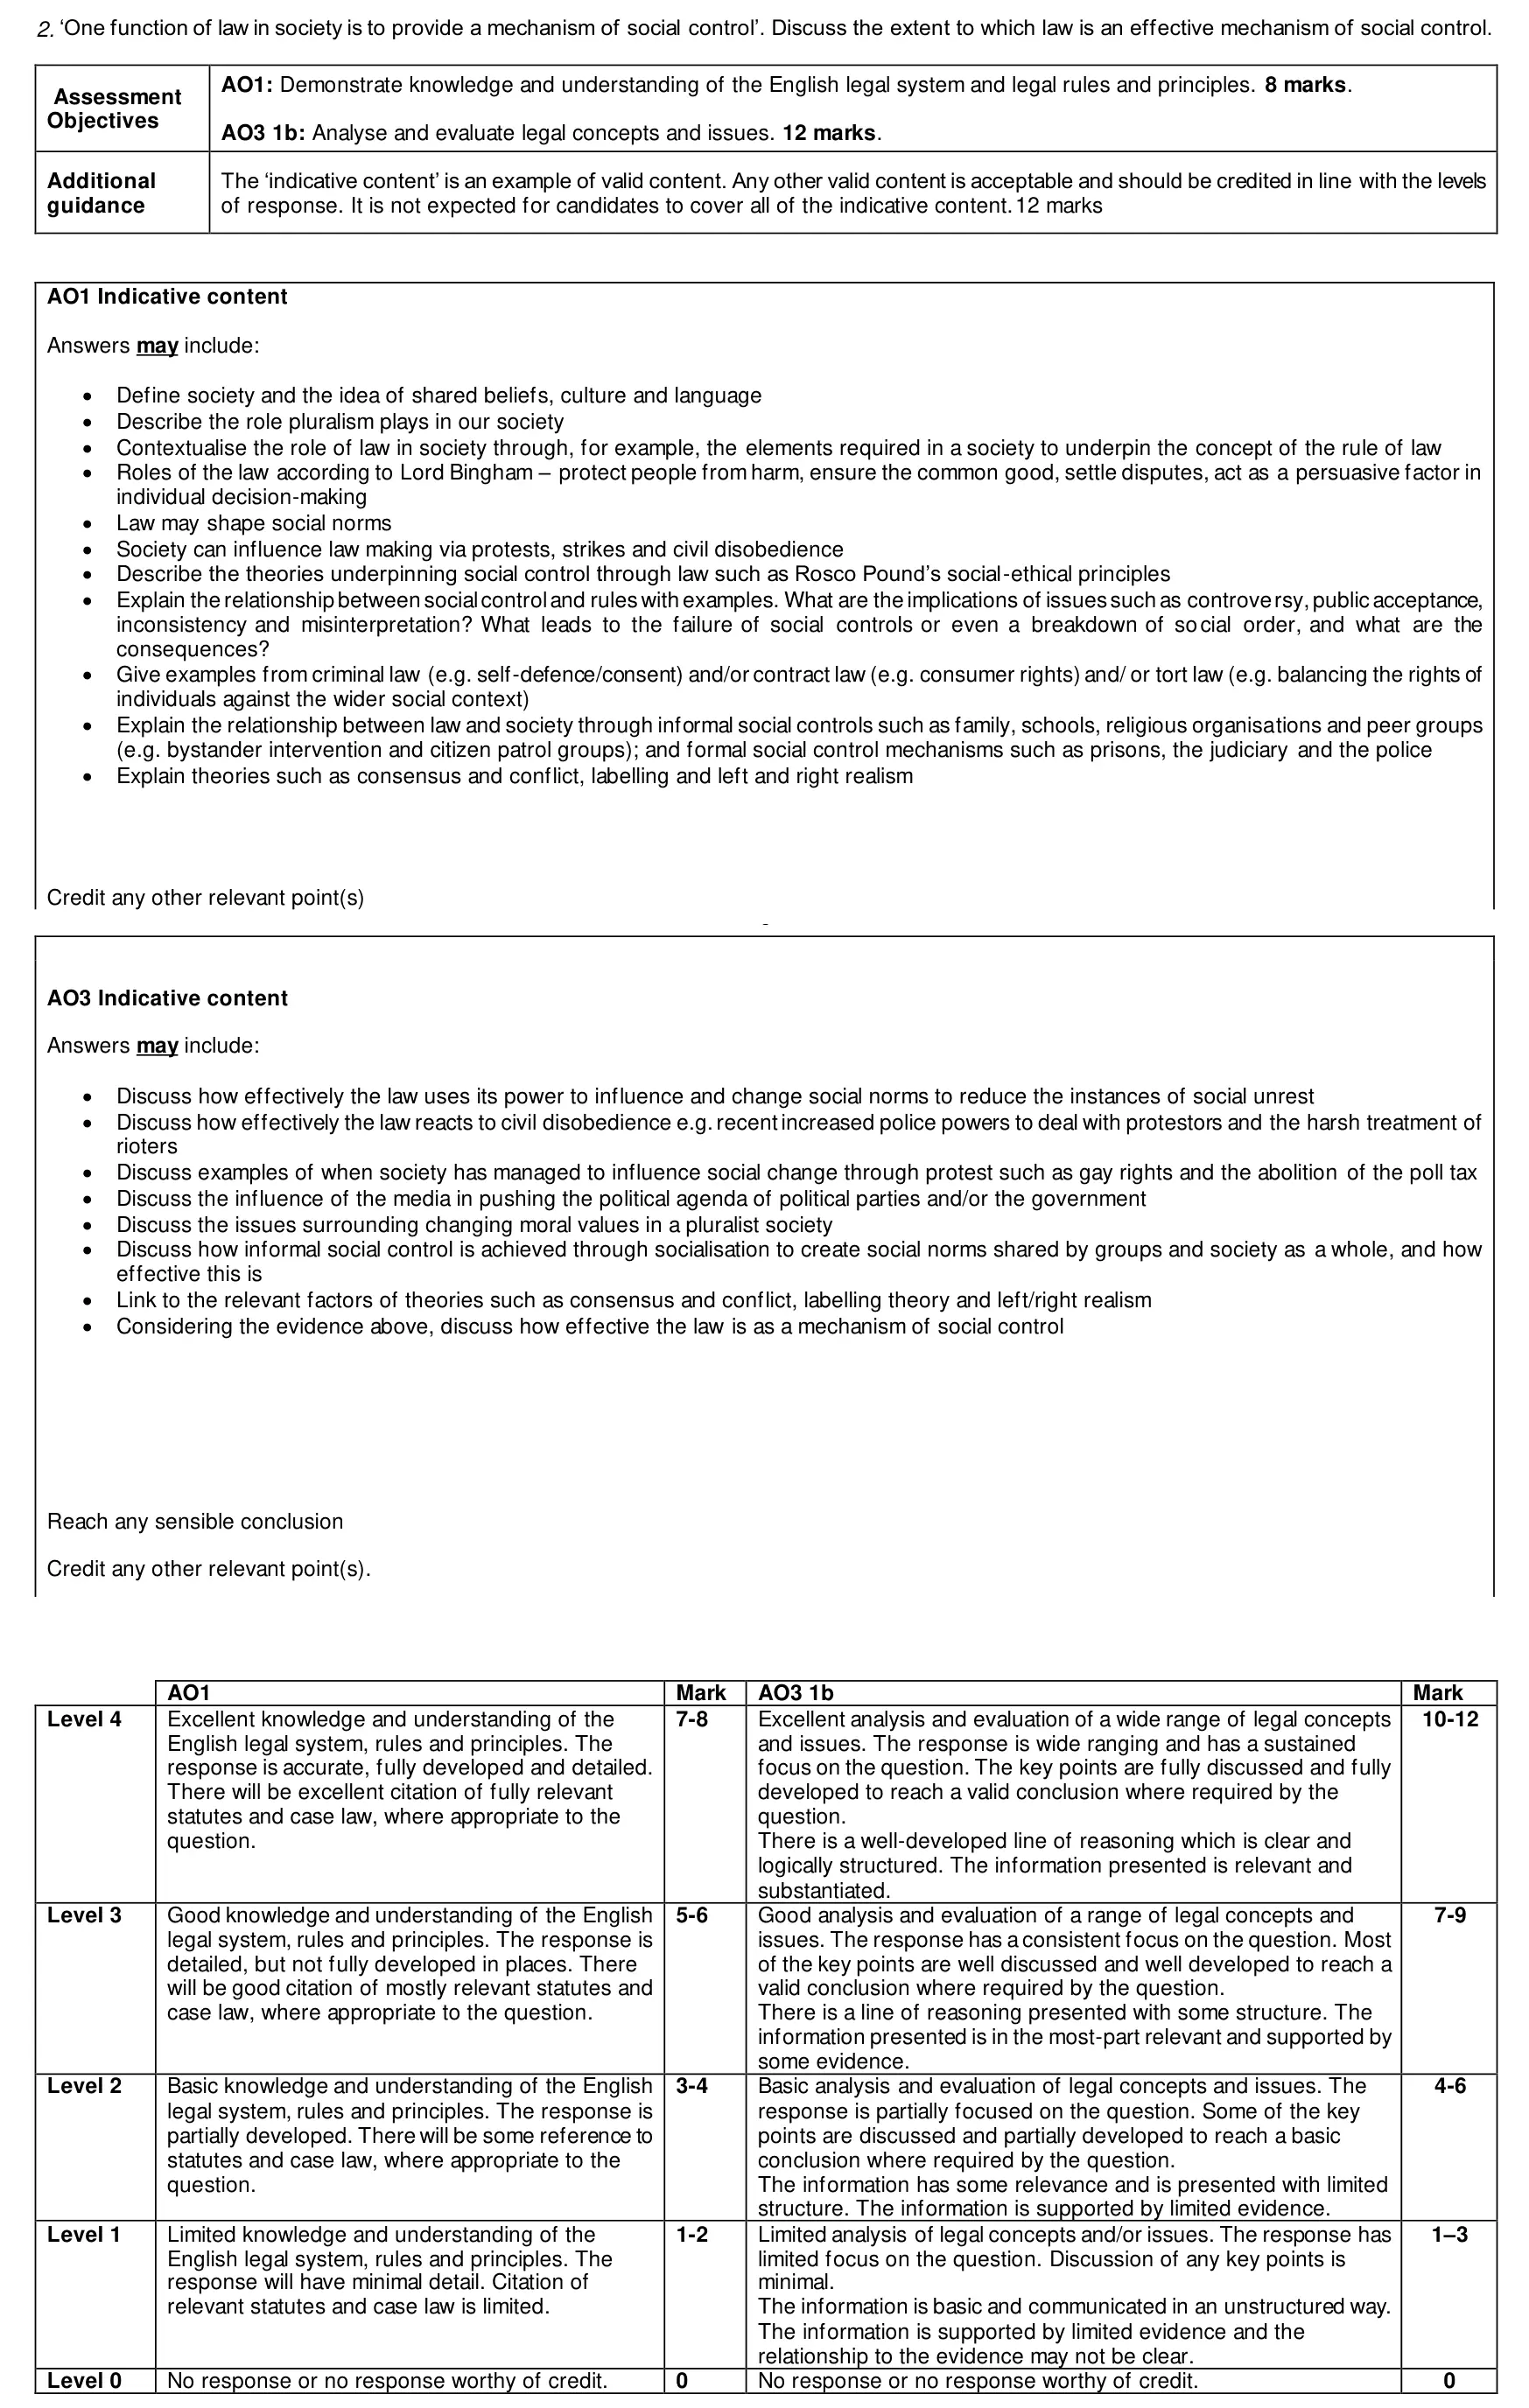 2. ‘One function of law in society is to provide a mechanism of social control’. Discuss the extent to which law is an effective mechanism of social control.
Assessment
Objectives
AO1: Demonstrate knowledge and understanding of the English legal system and legal rules and principles. 8 marks.
AO3 1b: Analyse and evaluate legal concepts and issues. 12 marks.
Additional
guidance
The ‘indicative content’ is an example of valid content. Any other valid content is acceptable and should be credited in line with the levels
of response. It is not expected for candidates to cover all of the indicative content.12 marks
AO1 Indicative content
Answers may include:
• Define society and the idea of shared beliefs, culture and language
• Describe the role pluralism plays in our society
• Contextualise the role of law in society through, for example, the elements required in a society to underpin the concept of the rule of law
• Roles of the law according to Lord Bingham – protect people from harm, ensure the common good, settle disputes, act as a persuasive factor in
individual decision-making
• Law may shape social norms
• Society can influence law making via protests, strikes and civil disobedience
• Describe the theories underpinning social control through law such as Rosco Pound’s social-ethical principles
• Explain the relationship between social control and rules with examples. What are the implications of issues such as controversy, public acceptance,
inconsistency and misinterpretation? What leads to the failure of social controls or even a breakdown of social order, and what are the
consequences?
• Give examples from criminal law (e.g. self-defence/consent) and/or contract law (e.g. consumer rights) and/ or tort law (e.g. balancing the rights of
individuals against the wider social context)
• Explain the relationship between law and society through informal social controls such as family, schools, religious organisations and peer groups
(e.g. bystander intervention and citizen patrol groups); and formal social control mechanisms such as prisons, the judiciary and the police
• Explain theories such as consensus and conflict, labelling and left and right realism
Credit any other relevant point(s)
AO3 Indicative content
Answers may include:
• Discuss how effectively the law uses its power to influence and change social norms to reduce the instances of social unrest
• Discuss how effectively the law reacts to civil disobedience e.g. recent increased police powers to deal with protestors and the harsh treatment of
rioters
• Discuss examples of when society has managed to influence social change through protest such as gay rights and the abolition of the poll tax
• Discuss the influence of the media in pushing the political agenda of political parties and/or the government
• Discuss the issues surrounding changing moral values in a pluralist society
• Discuss how informal social control is achieved through socialisation to create social norms shared by groups and society as a whole, and how
effective this is
• Link to the relevant factors of theories such as consensus and conflict, labelling theory and left/right realism
• Considering the evidence above, discuss how effective the law is as a mechanism of social control
Reach any sensible conclusion
Credit any other relevant point(s).
AO1 Mark AO3 1b Mark
Level 4
Excellent knowledge and understanding of the
English legal system, rules and principles. The
response is accurate, fully developed and detailed.
There will be excellent citation of fully relevant
statutes and case law, where appropriate to the
question.
7-8
Excellent analysis and evaluation of a wide range of legal concepts
and issues. The response is wide ranging and has a sustained
focus on the question. The key points are fully discussed and fully
developed to reach a valid conclusion where required by the
question.
There is a well-developed line of reasoning which is clear and
logically structured. The information presented is relevant and
substantiated.
10-12
Level 3
Good knowledge and understanding of the English
legal system, rules and principles. The response is
detailed, but not fully developed in places. There
will be good citation of mostly relevant statutes and
case law, where appropriate to the question.
5-6
Good analysis and evaluation of a range of legal concepts and
issues. The response has a consistent focus on the question. Most
of the key points are well discussed and well developed to reach a
valid conclusion where required by the question.
There is a line of reasoning presented with some structure. The
information presented is in the most-part relevant and supported by
some evidence.
7-9
Level 2
Basic knowledge and understanding of the English
legal system, rules and principles. The response is
partially developed. There will be some reference to
statutes and case law, where appropriate to the
question.
3-4
Basic analysis and evaluation of legal concepts and issues. The
response is partially focused on the question. Some of the key
points are discussed and partially developed to reach a basic
conclusion where required by the question.
The information has some relevance and is presented with limited
structure. The information is supported by limited evidence.
4-6
Level 1
Limited knowledge and understanding of the
English legal system, rules and principles. The
response will have minimal detail. Citation of
relevant statutes and case law is limited.
1-2
Limited analysis of legal concepts and/or issues. The response has
limited focus on the question. Discussion of any key points is
minimal.
The information is basic and communicated in an unstructured way.
The information is supported by limited evidence and the
relationship to the evidence may not be clear.
1–3
Level 0
No response or no response worthy of credit.
0
No response or no response worthy of credit.
0